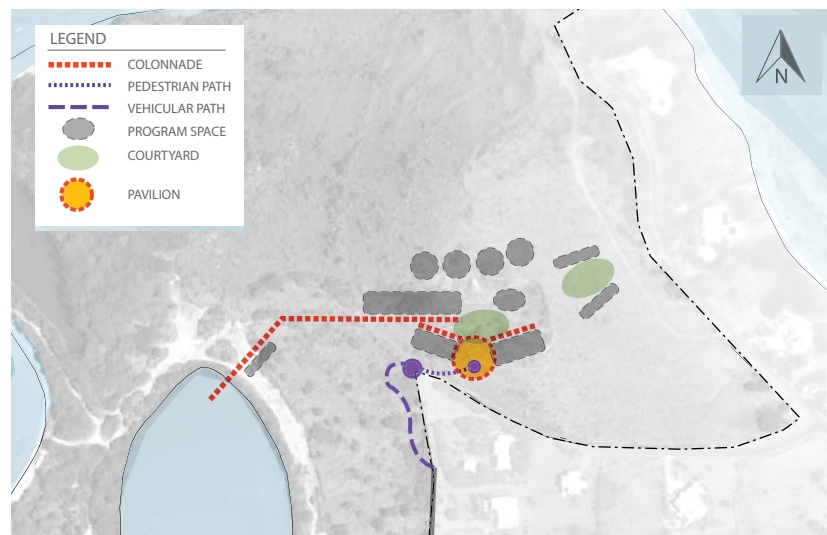 LEGEND
COLONNADE
PEDESTRIAN PATH
VEHICULAR PATH
PROGRAM SPACE
COURTYARD
PAVILION
N